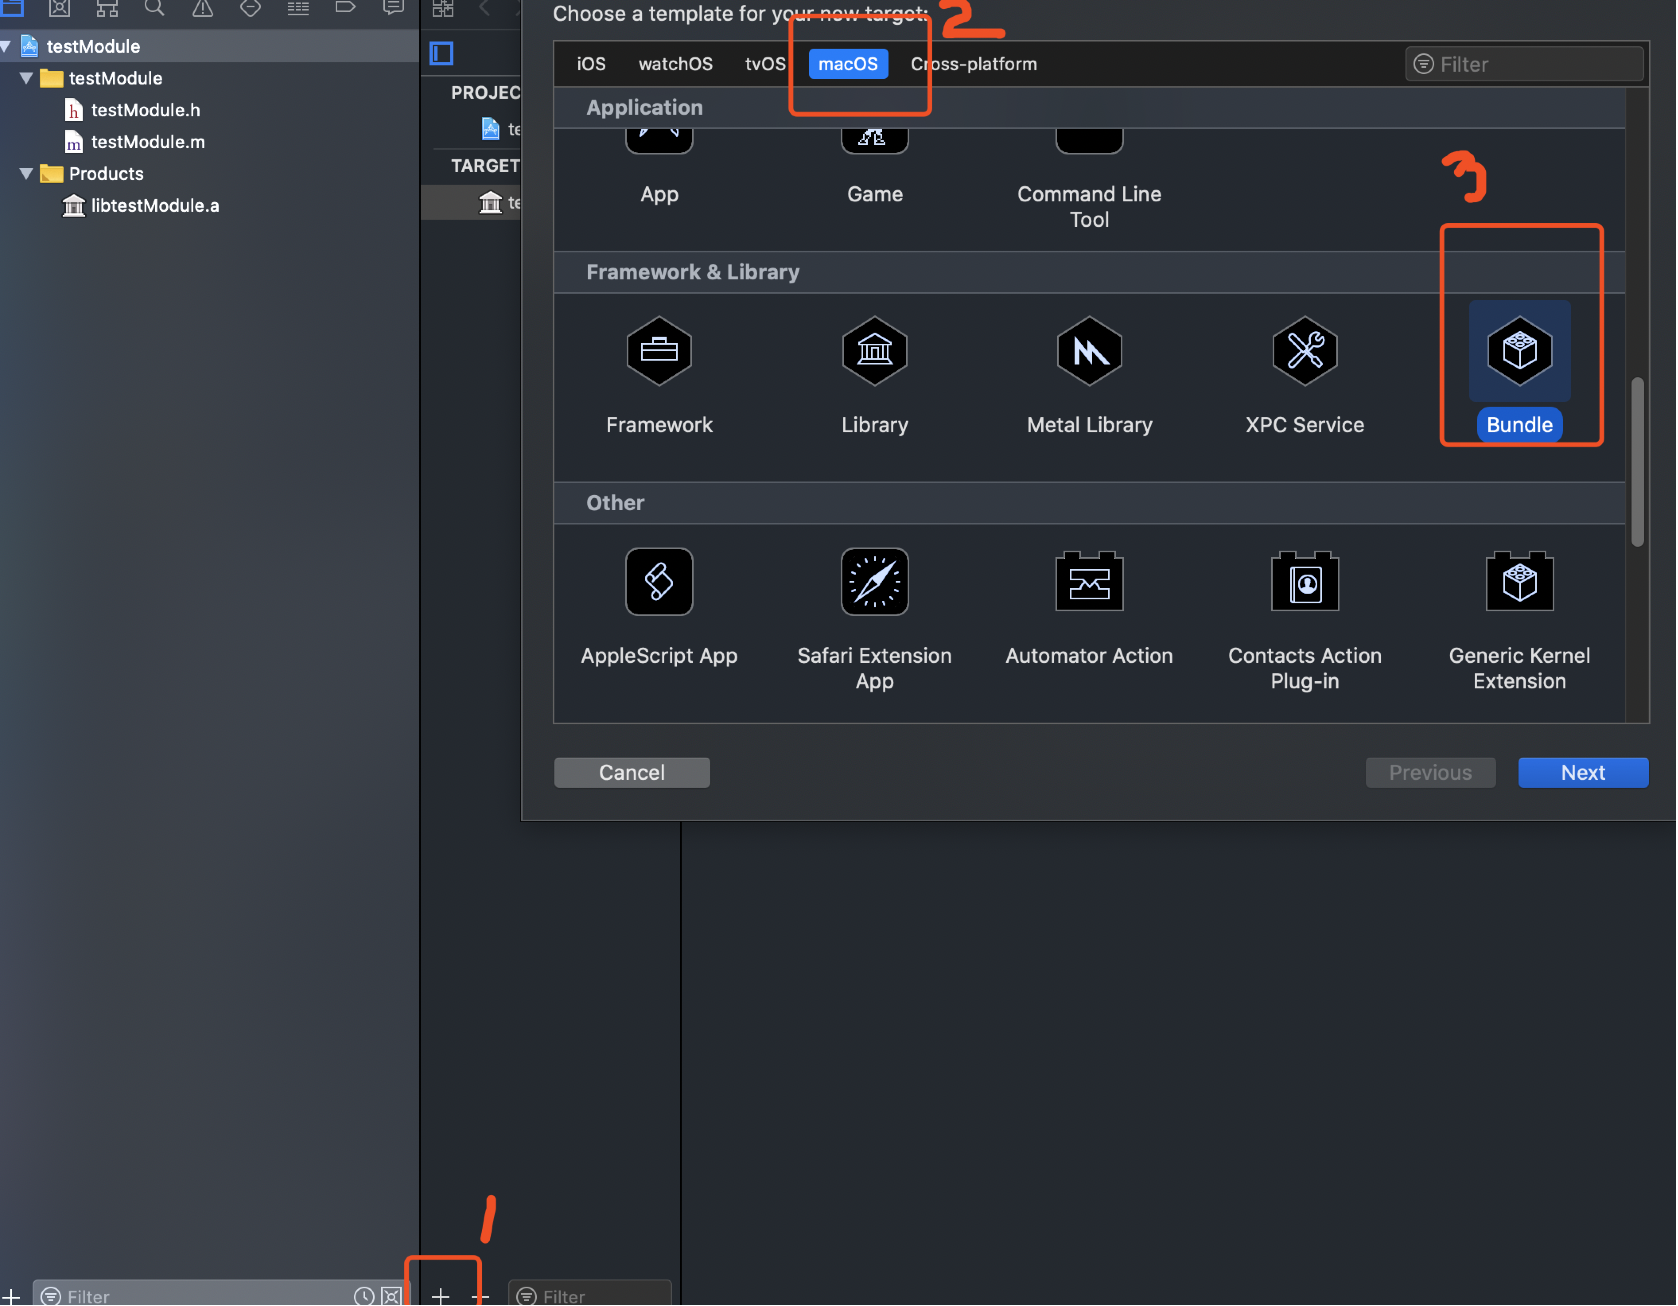 testModule
testModule
h testModule.h
m testModule.m
Products
libtestModule.a
Filter
PROJEC
te
TARGET
te
Filter
1
Choose a template for your new target:
2
iOS watchOS tvOS macOS Cross-platform
Filter
Application
App
Game
Command Line
Tool
3
Framework & Library
Framework
Library
Metal Library
XPC Service
Bundle
Other
AppleScript App
Safari Extension
App
Automator Action
Contacts Action
Plug-in
Generic Kernel
Extension
Cancel
Previous
Next